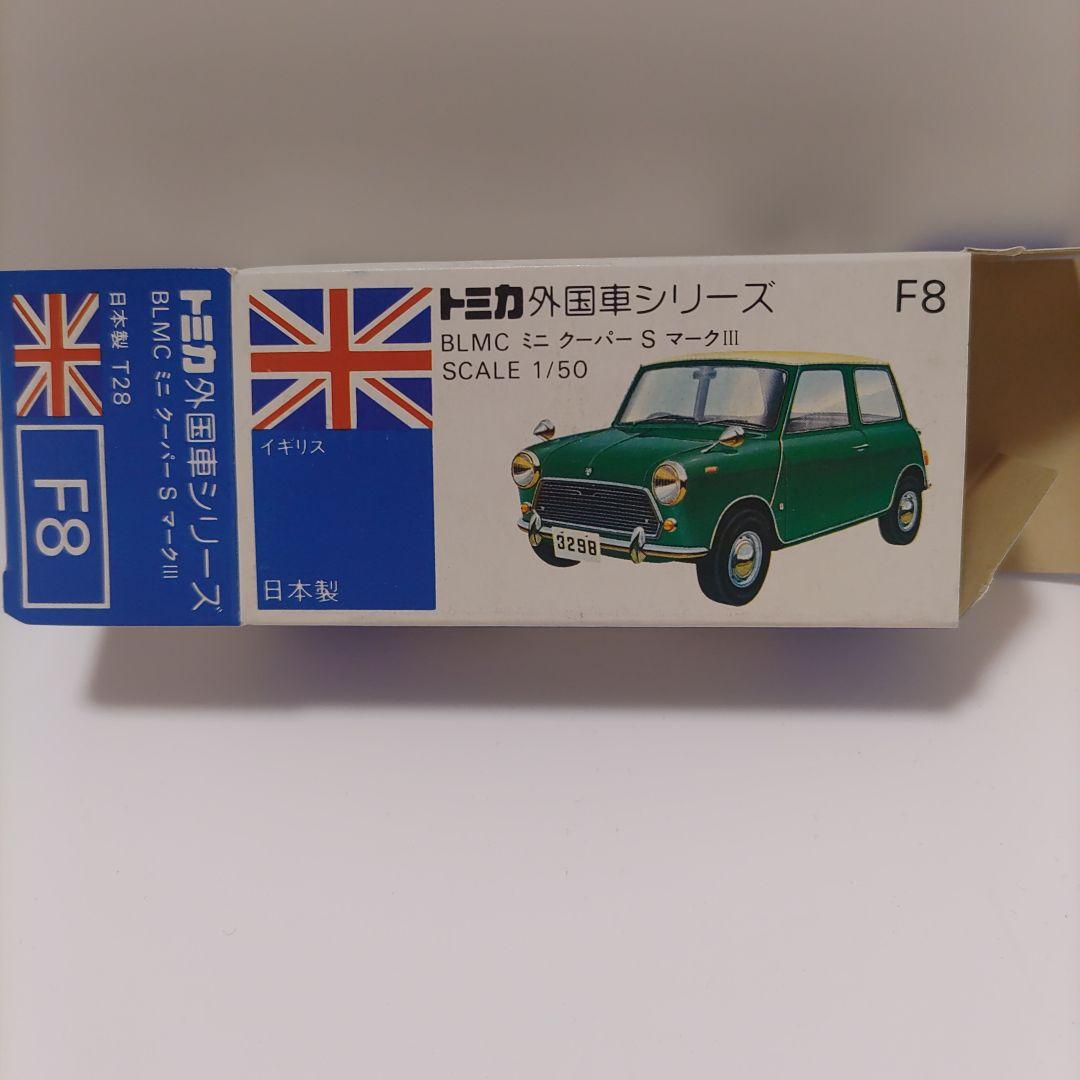 トミカ外国車シリーズ
BLMC ミニ クーパー S マークIII
日本製 T28
F8
トミカ外国車シリーズ
F8
BLMC ミニ クーパー S マークIII
SCALE 1/50
イギリス
3298
日本製